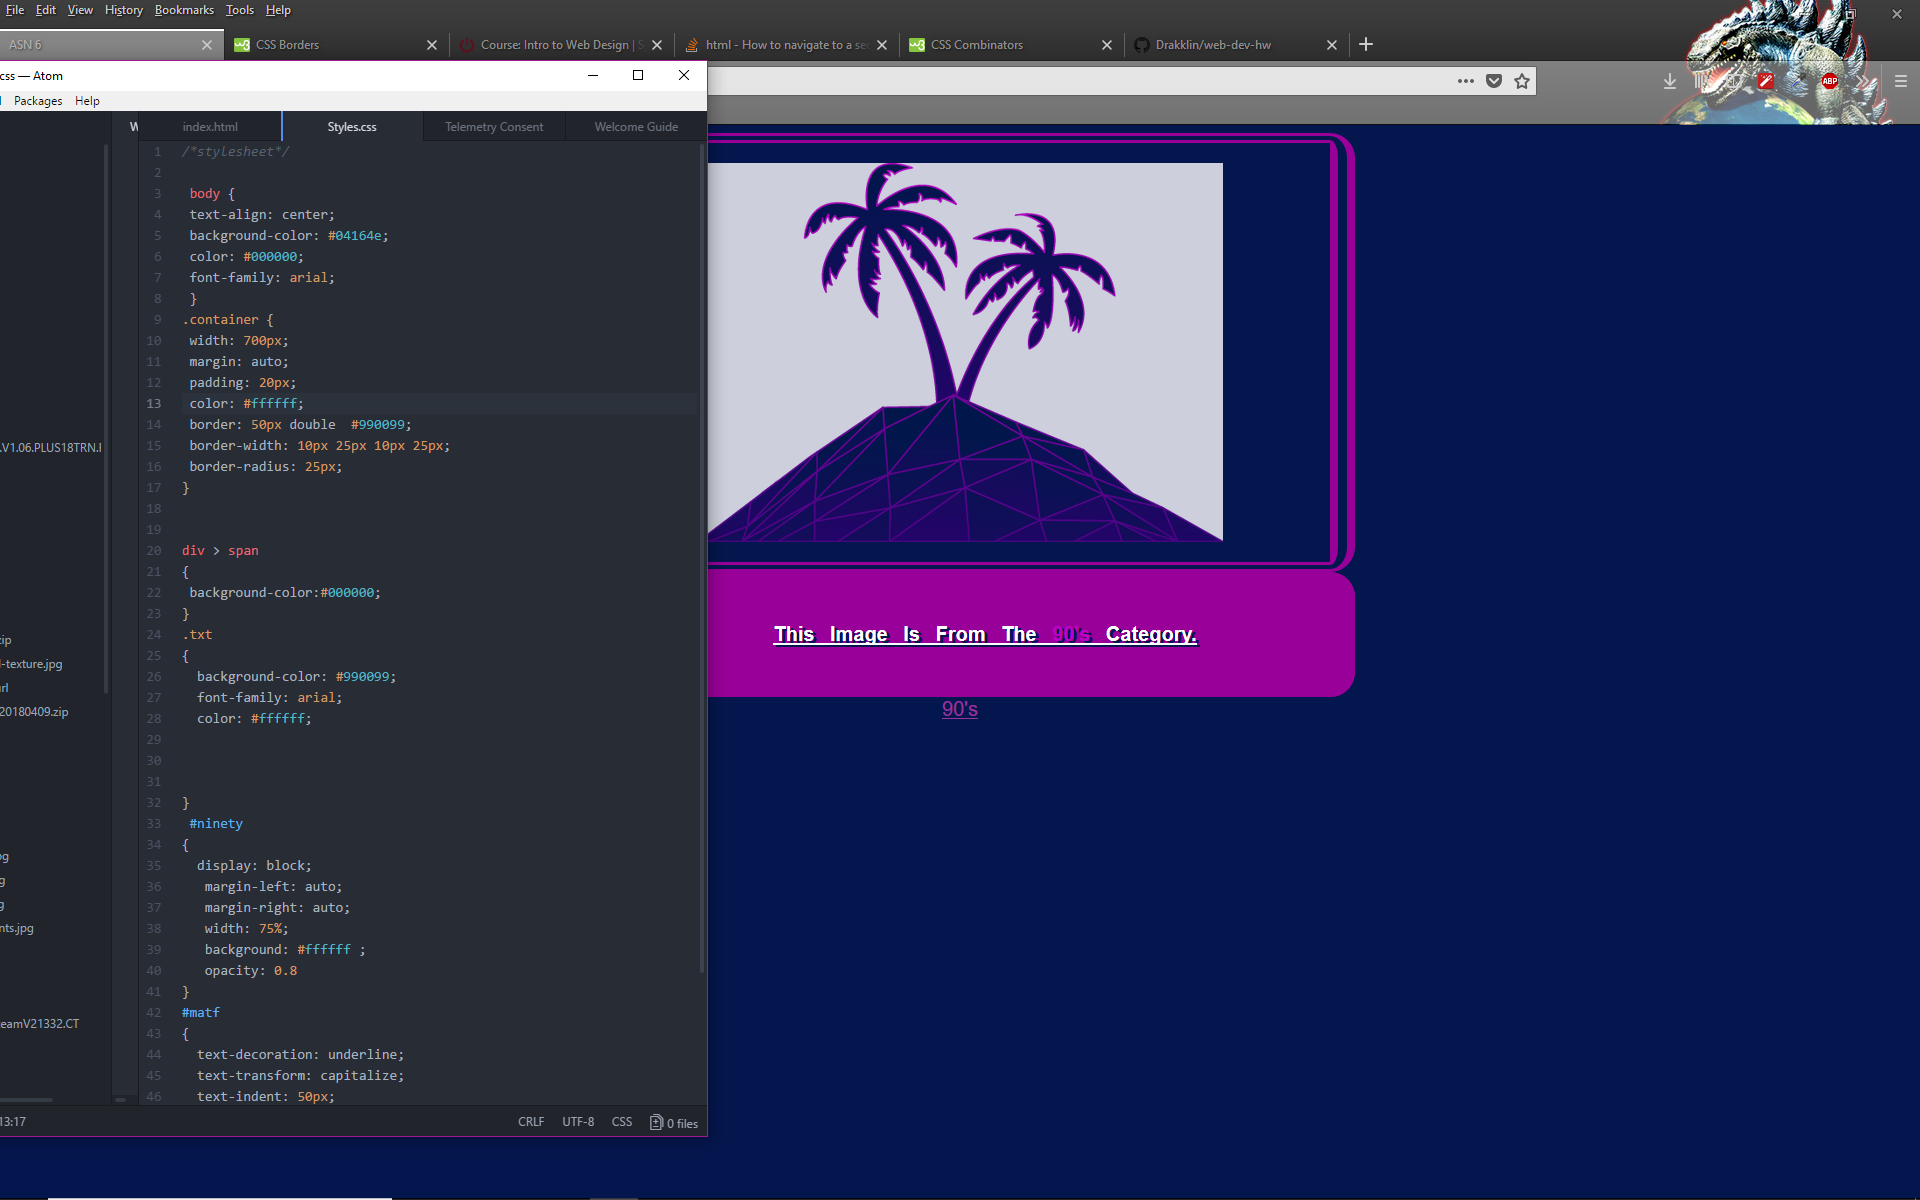 File Edit View History Bookmarks Tools Help
ASN 6
CSS Borders
Course: Intro to Web Design | S
html - How to navigate to a se
CSS Combinators
Drakklin/web-dev-hw
css — Atom
Packages Help
index.html
Styles.css
Telemetry Consent
Welcome Guide
ABP
1 /*stylesheet*/
2
3 body {
4 text-align: center;
5 background-color: #04164e;
6 color: #000000;
7 font-family: arial;
8 }
9 .container {
10 width: 700px;
11 margin: auto;
12 padding: 20px;
13 color: #ffffff;
14 border: 50px double  #990099;
15 border-width: 10px 25px 10px 25px;
16 border-radius: 25px;
17 }
18
19
20 div > span
21 {
22 background-color:#000000;
23 }
24 .txt
25 {
26 background-color: #990099;
27 font-family: arial;
28 color: #ffffff;
29
30
31
32 }
33 #ninety
34 {
35 display: block;
36 margin-left: auto;
37 margin-right: auto;
38 width: 75%;
39 background: #ffffff ;
40 opacity: 0.8
41 }
42 #matf
43 {
44 text-decoration: underline;
45 text-transform: capitalize;
46 text-indent: 50px;
.V1.06.PLUS18TRN.
zip
-texture.jpg
url
20180409.zip
nts.jpg
eamV21332.CT
13:17
CRLF UTF-8 CSS 0 files
This Image Is From The 90's Category.
90's